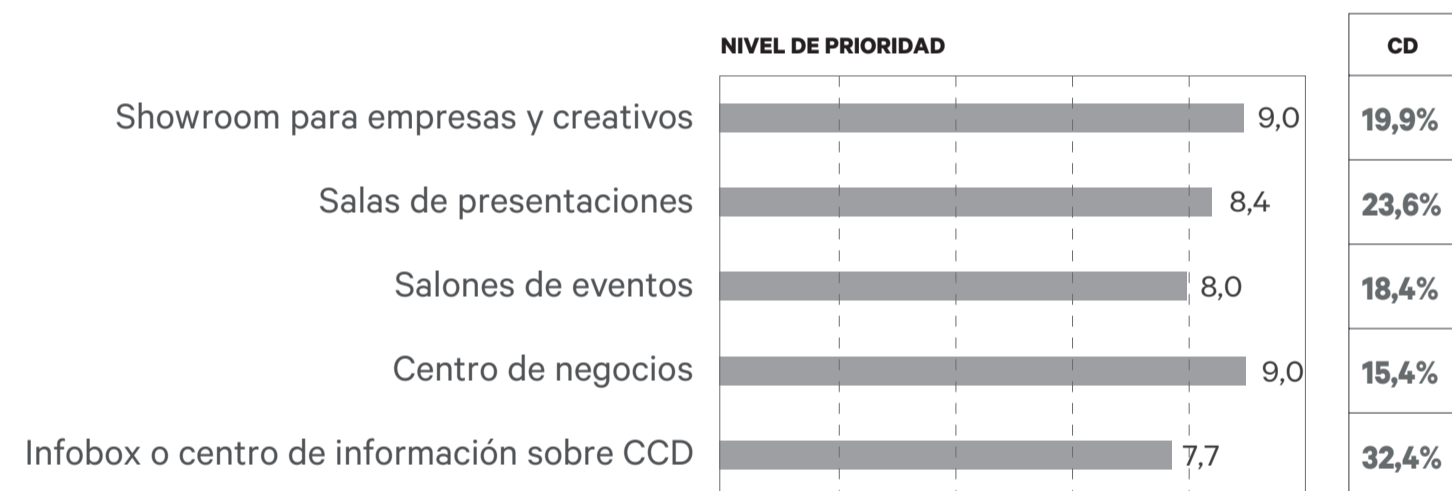 NIVEL DE PRIORIDAD CD
Showroom para empresas y creativos 9,0 19,9%
Salas de presentaciones 8,4 23,6%
Salones de eventos 8,0 18,4%
Centro de negocios 9,0 15,4%
Infobox o centro de información sobre CCD 7,7 32,4%